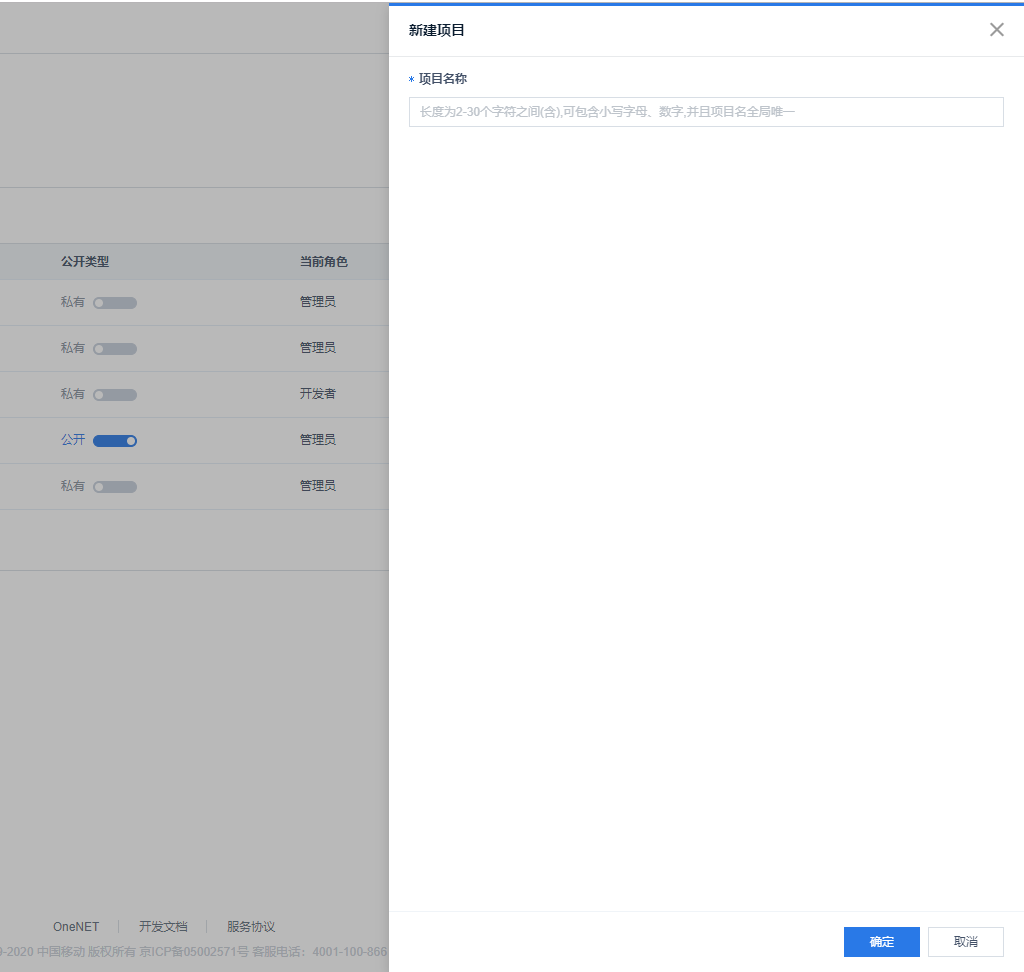 新建项目
* 项目名称
长度为2-30个字符之间(含),可包含小写字母、数字,并且项目名全局唯一
公开类型 当前角色
私有 管理员
私有 管理员
私有 开发者
公开 管理员
私有 管理员
OneNET 开发文档 服务协议
-2020 中国移动 版权所有 京ICP备05002571号 客服电话：4001-100-866
确定 取消